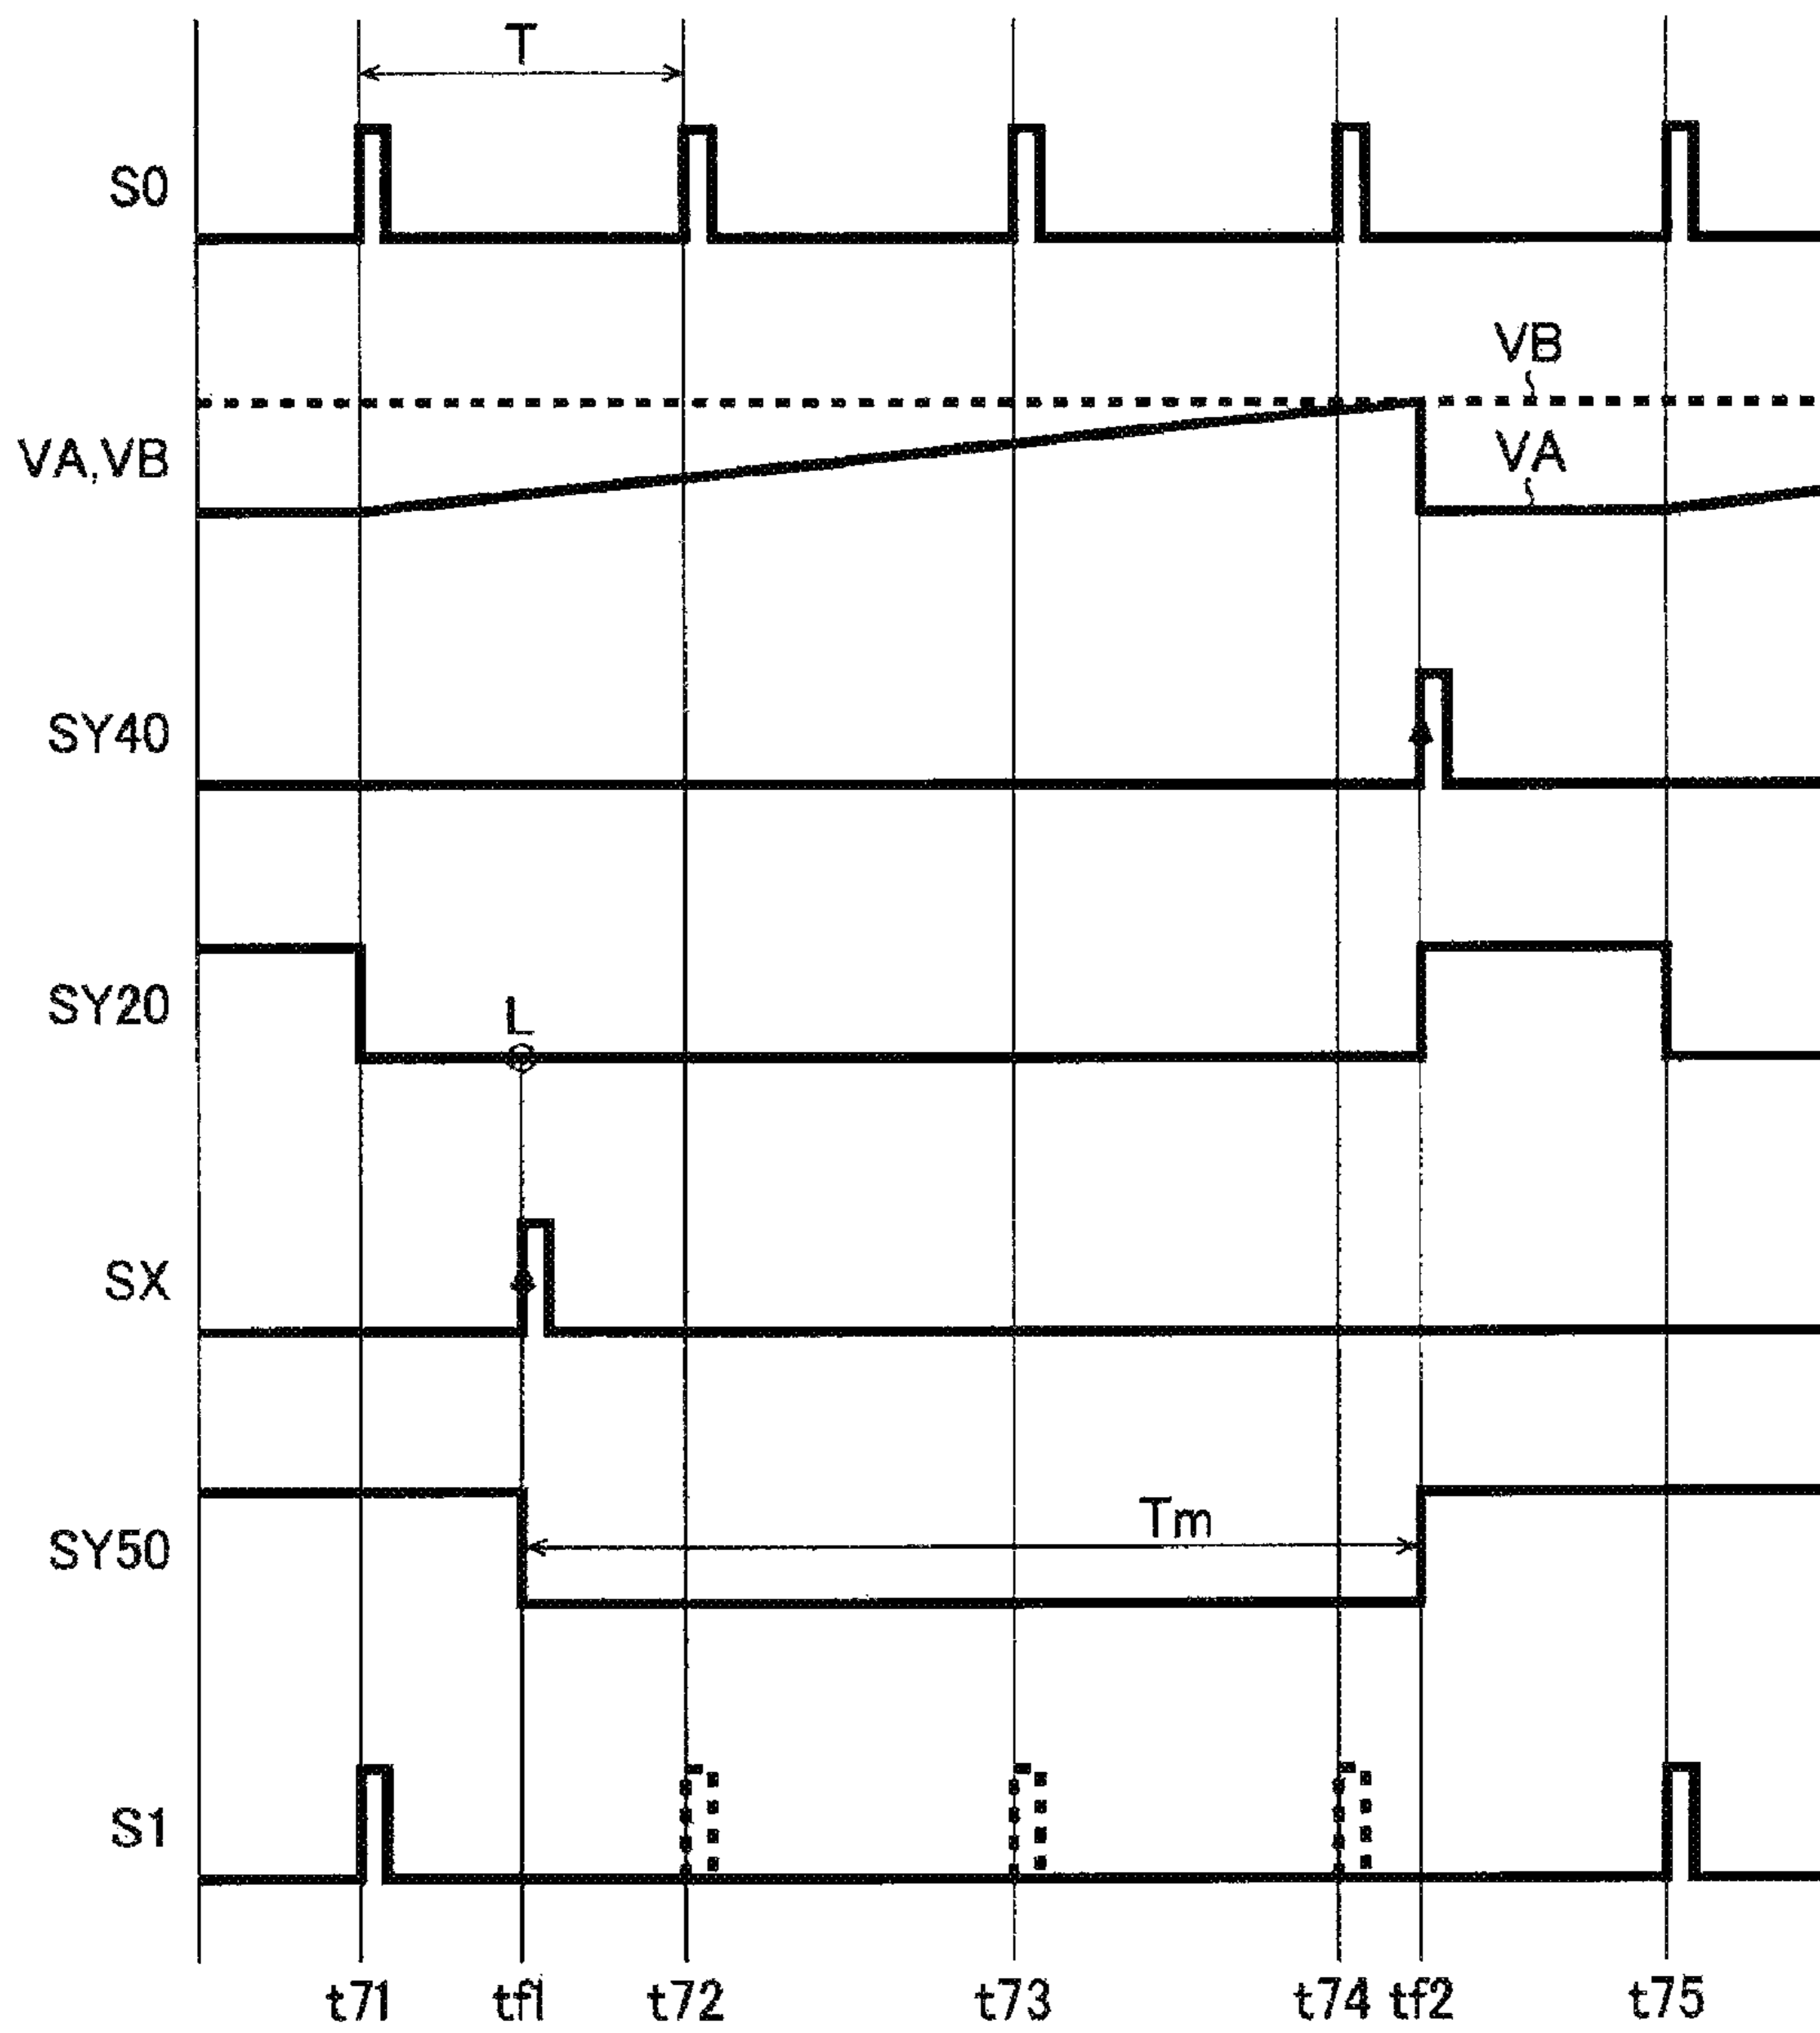 T
S0
VB
VA,VB
VA
SY40
SY20
L
SX
Tm
SY50
S1
t71 tf1 t72 t73 t74 tf2 t75